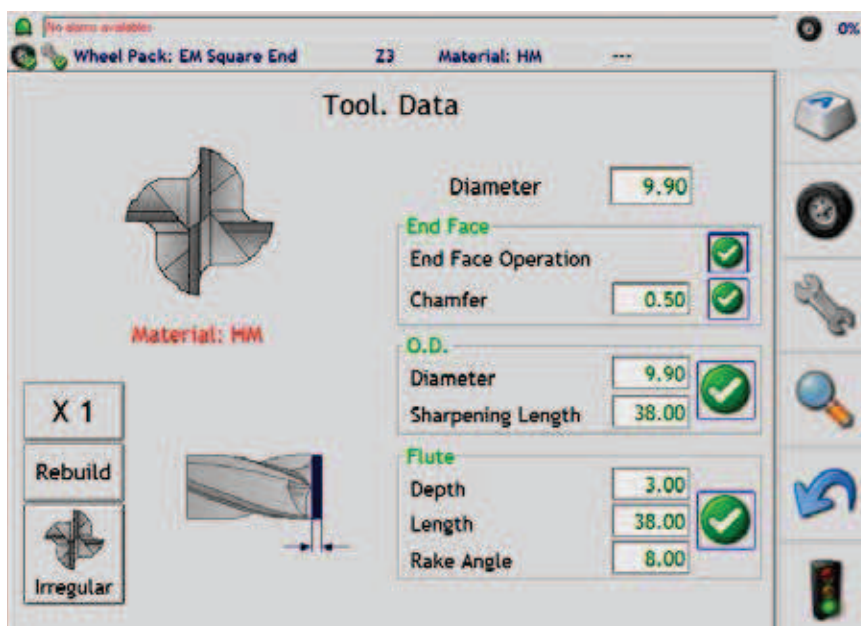 No alarms available
0%
Wheel Pack: EM Square End Z3 Material: HM ---
Tool. Data
Diameter 9.90
End Face
End Face Operation
Chamfer 0.50
Material: HM
O.D.
Diameter 9.90
Sharpening Length 38.00
X 1
Flute
Rebuild
Depth 3.00
Length 38.00
Rake Angle 8.00
Irregular